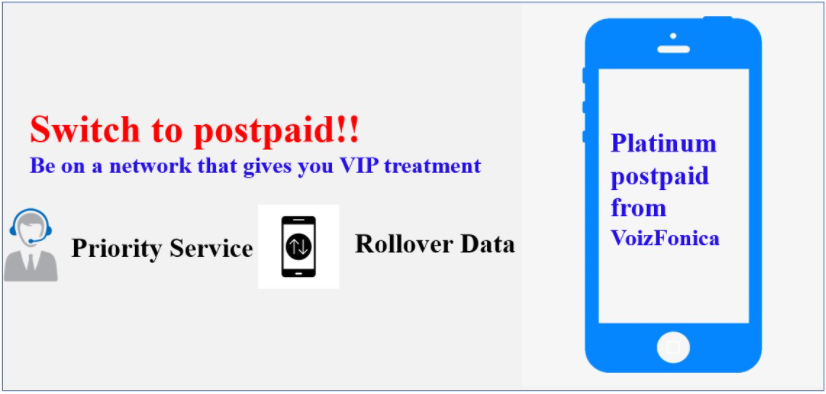 Switch to postpaid!!
Be on a network that gives you VIP treatment
Priority Service
Rollover Data
Platinum
postpaid
from
VoizFonica